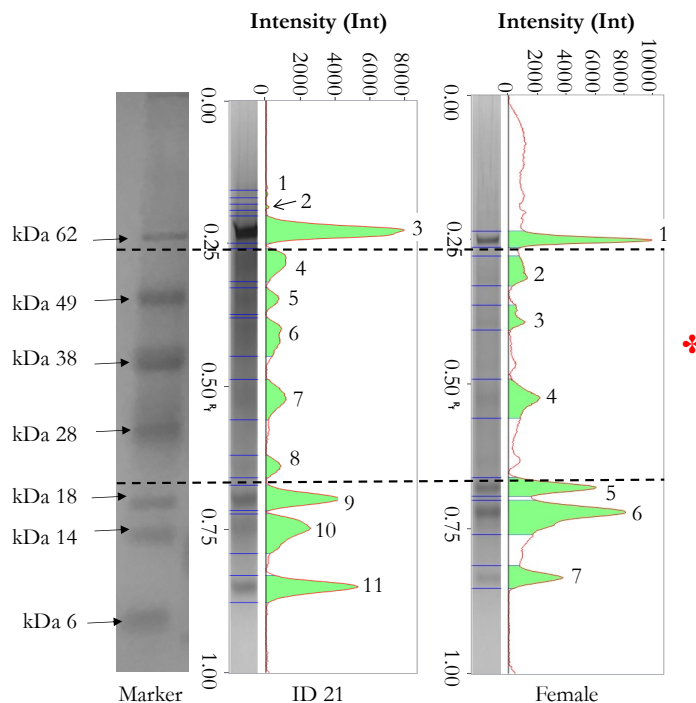 Intensity (Int)
Intensity (Int)
0
2000
4000
6000
8000
0
2000
4000
6000
8000
10000
0.00
0.25
0.50
0.75
1.00
Rf
0.00
0.25
0.50
0.75
1.00
Rf
kDa 62
kDa 49
kDa 38
kDa 28
kDa 18
kDa 14
kDa 6
1
2
3
4
5
6
7
8
9
10
11
1
2
3
4
5
6
7
✤
Marker
ID 21
Female